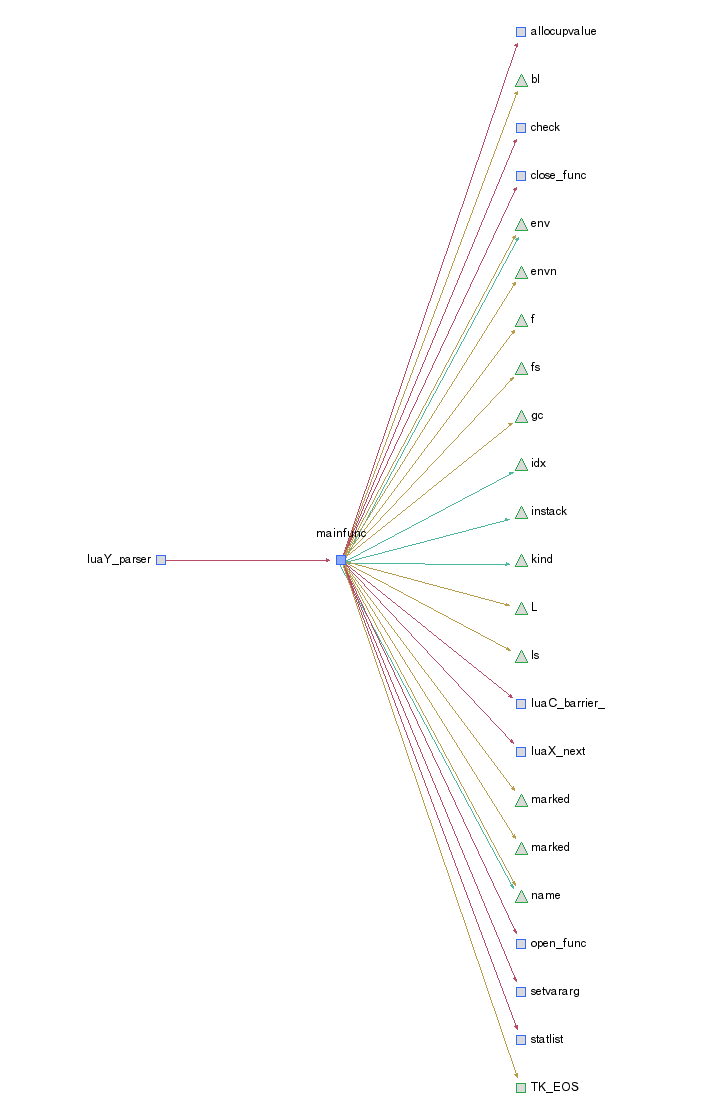 allocupvalue
bl
check
close_func
env
envn
f
fs
gc
idx
instack
mainfunc
luaY_parser
kind
L
ls
luaC_barrier_
luaX_next
marked
marked
name
open_func
setvararg
statlist
TK_EOS